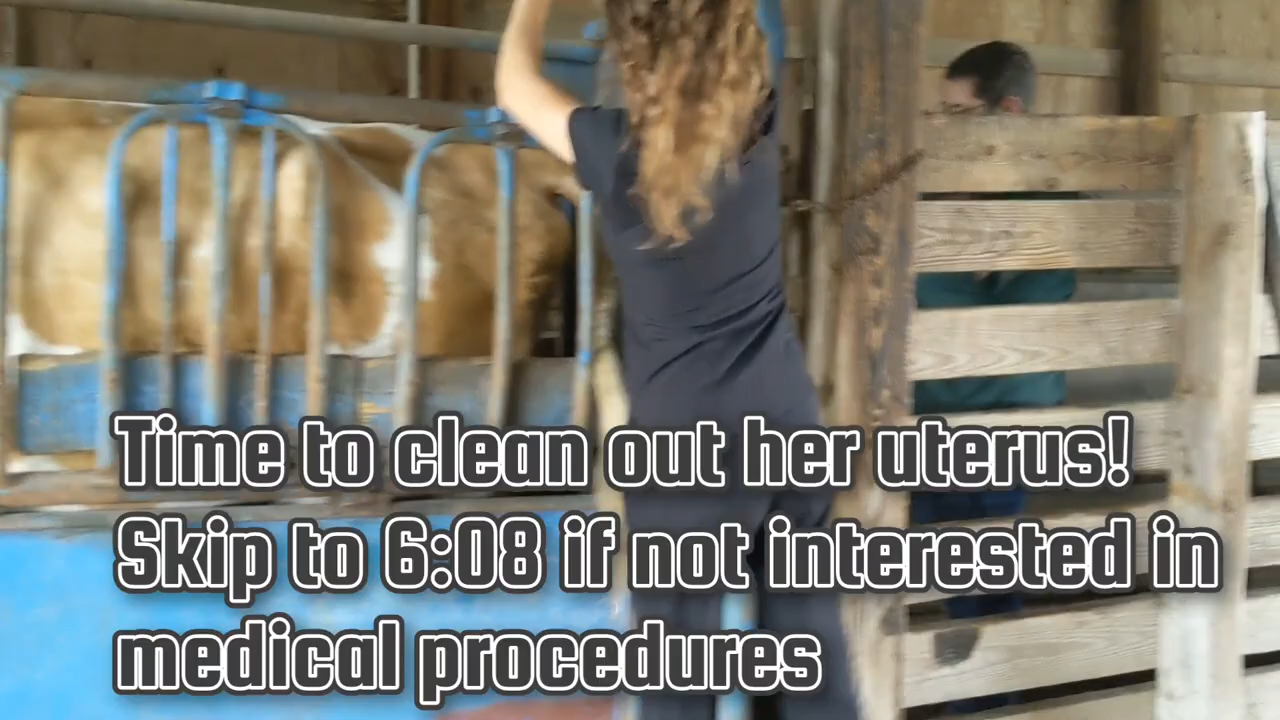 Time to clean out her uterus!
Skip to 6:08 if not interested in
medical procedures